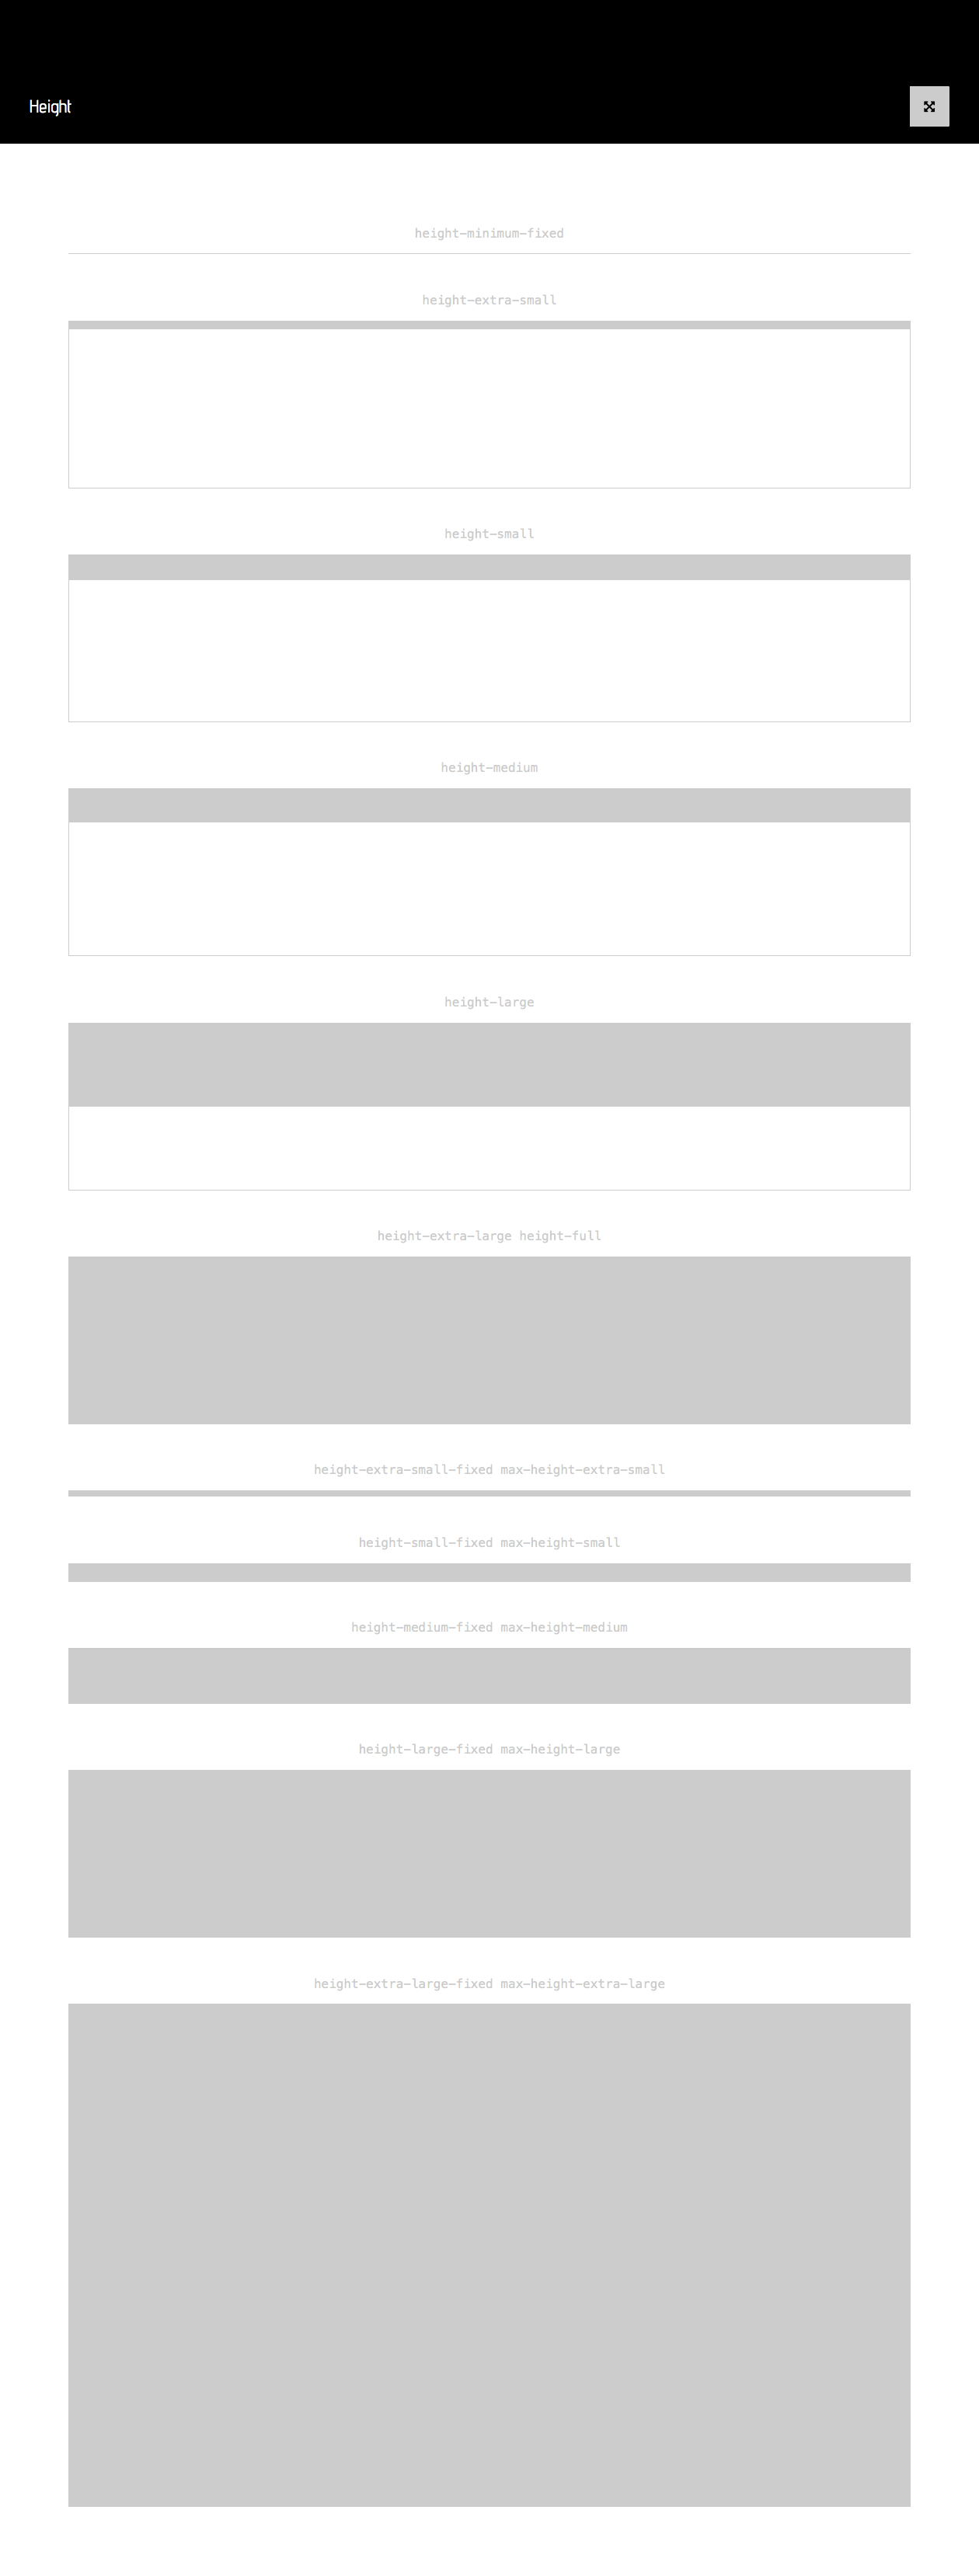 Height
height-minimum-fixed
height-extra-small
height-small
height-medium
height-large
height-extra-large height-full
height-extra-small-fixed max-height-extra-small
height-small-fixed max-height-small
height-medium-fixed max-height-medium
height-large-fixed max-height-large
height-extra-large-fixed max-height-extra-large